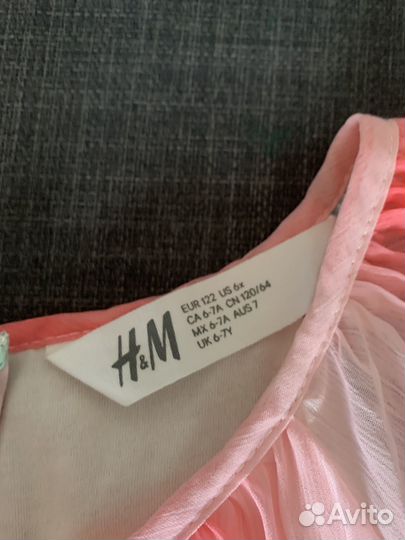 H&M
EUR 122 US 6x
CA 6-7A CN 120/64
MX 6-7A AUS 7
UK 6-7Y
Avito